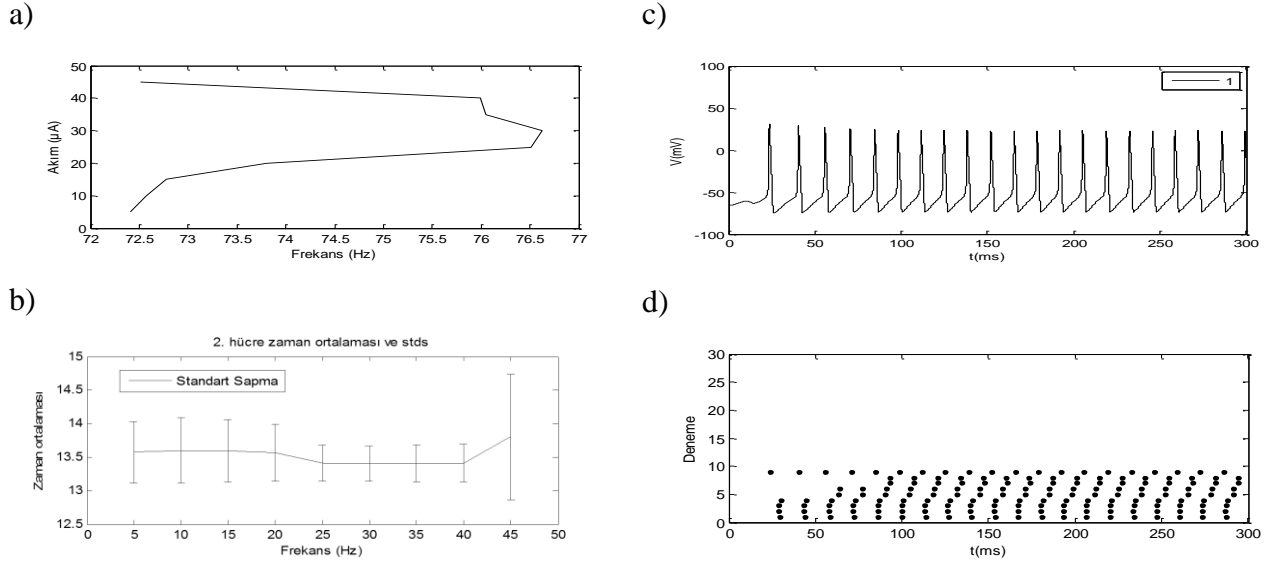 a)
50
40
30
20
10
0
Akım (µA)
72 72.5 73 73.5 74 74.5 75 75.5 76 76.5 77
Frekans (Hz)
c)
100
50
0
-50
-100
V(mV)
1
0 50 100 150 200 250 300
t(ms)
b)
2. hücre zaman ortalaması ve stds
15
14.5
14
13.5
13
12.5
Zaman ortalaması
Standart Sapma
0 5 10 15 20 25 30 35 40 45 50
Frekans (Hz)
d)
30
25
20
15
10
5
0
Deneme
0 50 100 150 200 250 300
t(ms)